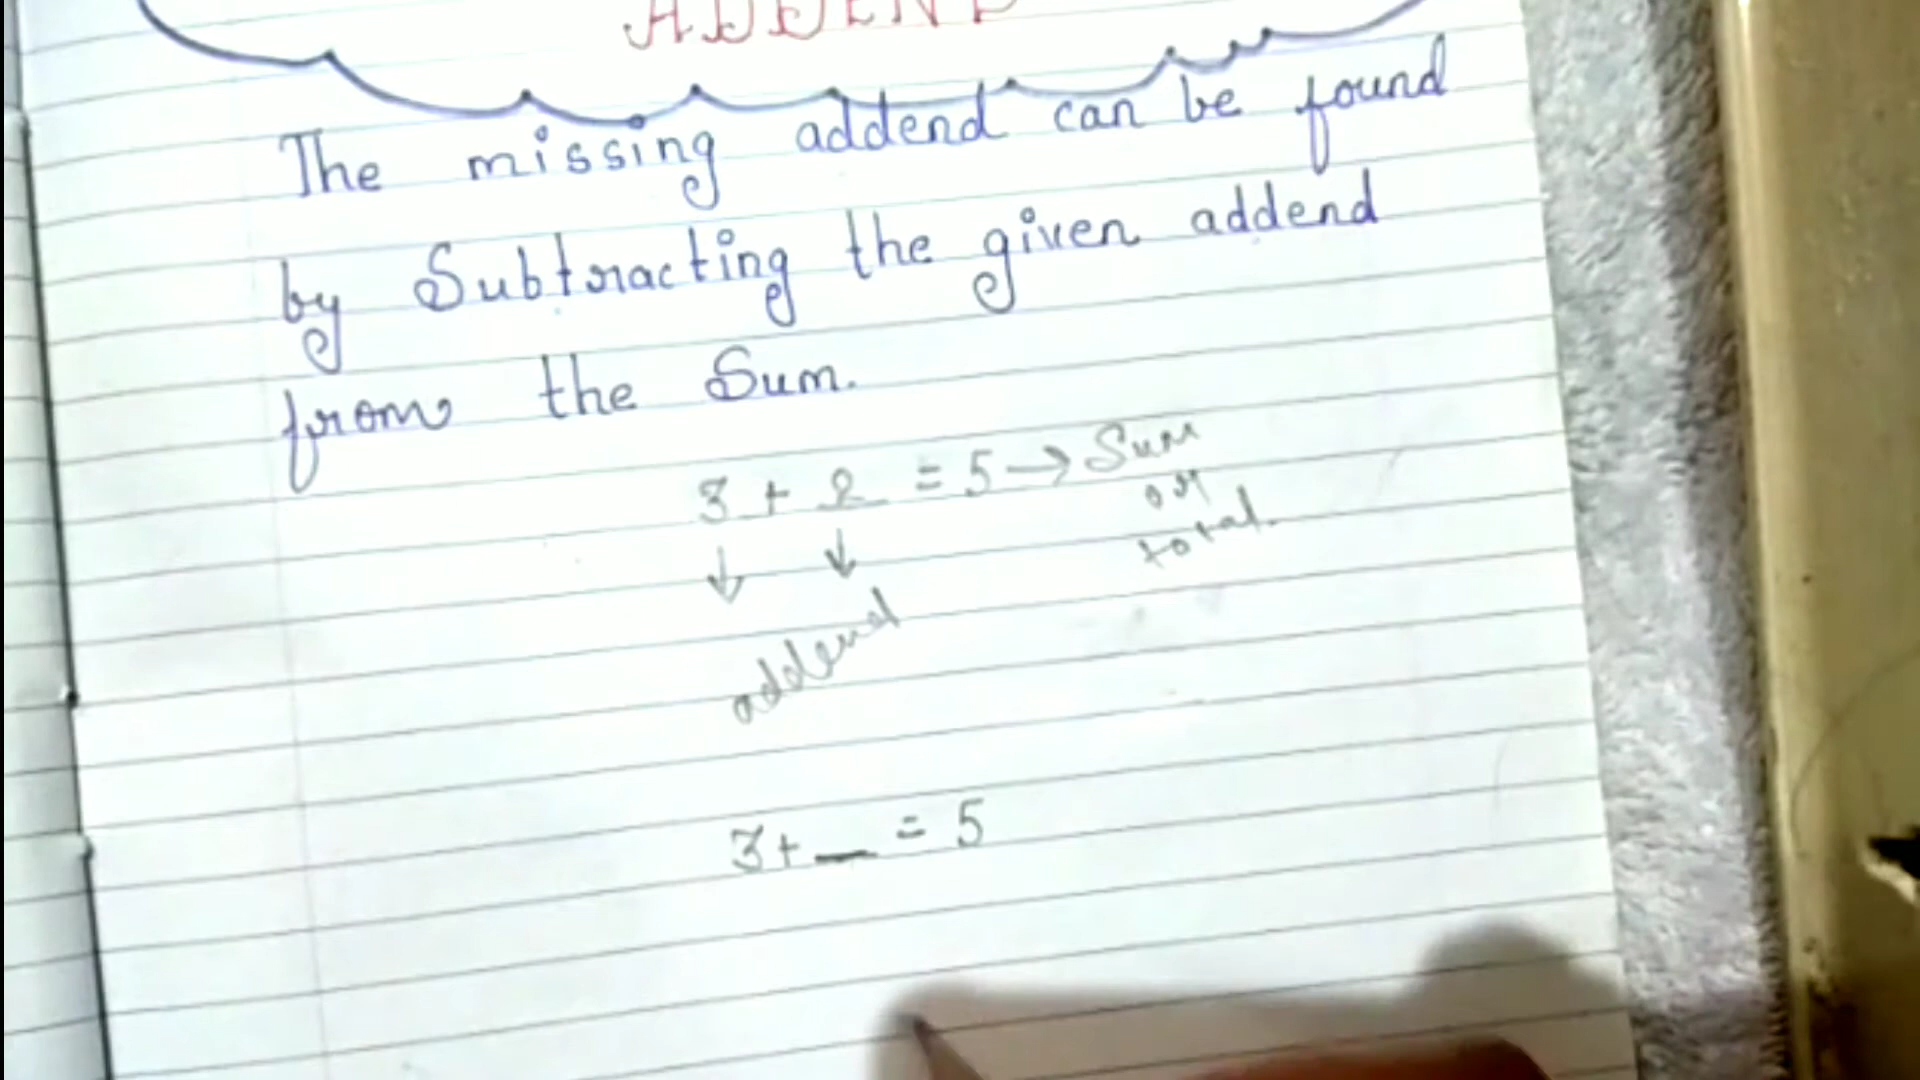 ADDEND
The missing addend can be found
by Subtracting the given addend
from the Sum.
3 + 2 = 5 → Sum
or
total.
↓ ↓
addend
3 + __ = 5